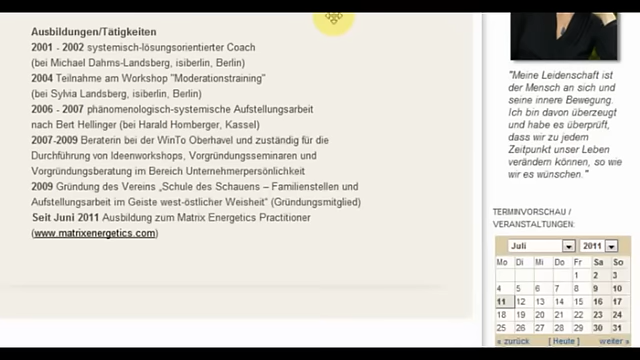 Ausbildungen/Tätigkeiten
2001 - 2002 systemisch-lösungsorientierter Coach
(bei Michael Dahms-Landsberg, isiberlin, Berlin)
2004 Teilnahme am Workshop "Moderationstraining"
(bei Sylvia Landsberg, isiberlin, Berlin)
2006 - 2007 phänomenologisch-systemische Aufstellungsarbeit
nach Bert Hellinger (bei Harald Homberger, Kassel)
2007-2009 Beraterin bei der WinTo Oberhavel und zuständig für die
Durchführung von Ideenworkshops, Vorgründungsseminaren und
Vorgründungsberatung im Bereich Unternehmerpersönlichkeit
2009 Gründung des Vereins „Schule des Schauens – Familienstellen und
Aufstellungsarbeit im Geiste west-östlicher Weisheit“ (Gründungsmitglied)
Seit Juni 2011 Ausbildung zum Matrix Energetics Practitioner
(www.matrixenergetics.com)
"Meine Leidenschaft ist
der Mensch an sich und
seine innere Bewegung.
Ich bin davon überzeugt
und habe es überprüft,
dass wir zu jedem
Zeitpunkt unser Leben
verändern können, so wie
wir es wünschen."
TERMINVORSCHAU /
VERANSTALTUNGEN:
Juli 2011
Mo Di Mi Do Fr Sa So
1 2 3
4 5 6 7 8 9 10
11 12 13 14 15 16 17
18 19 20 21 22 23 24
25 26 27 28 29 30 31
« zurück [ Heute ] weiter »